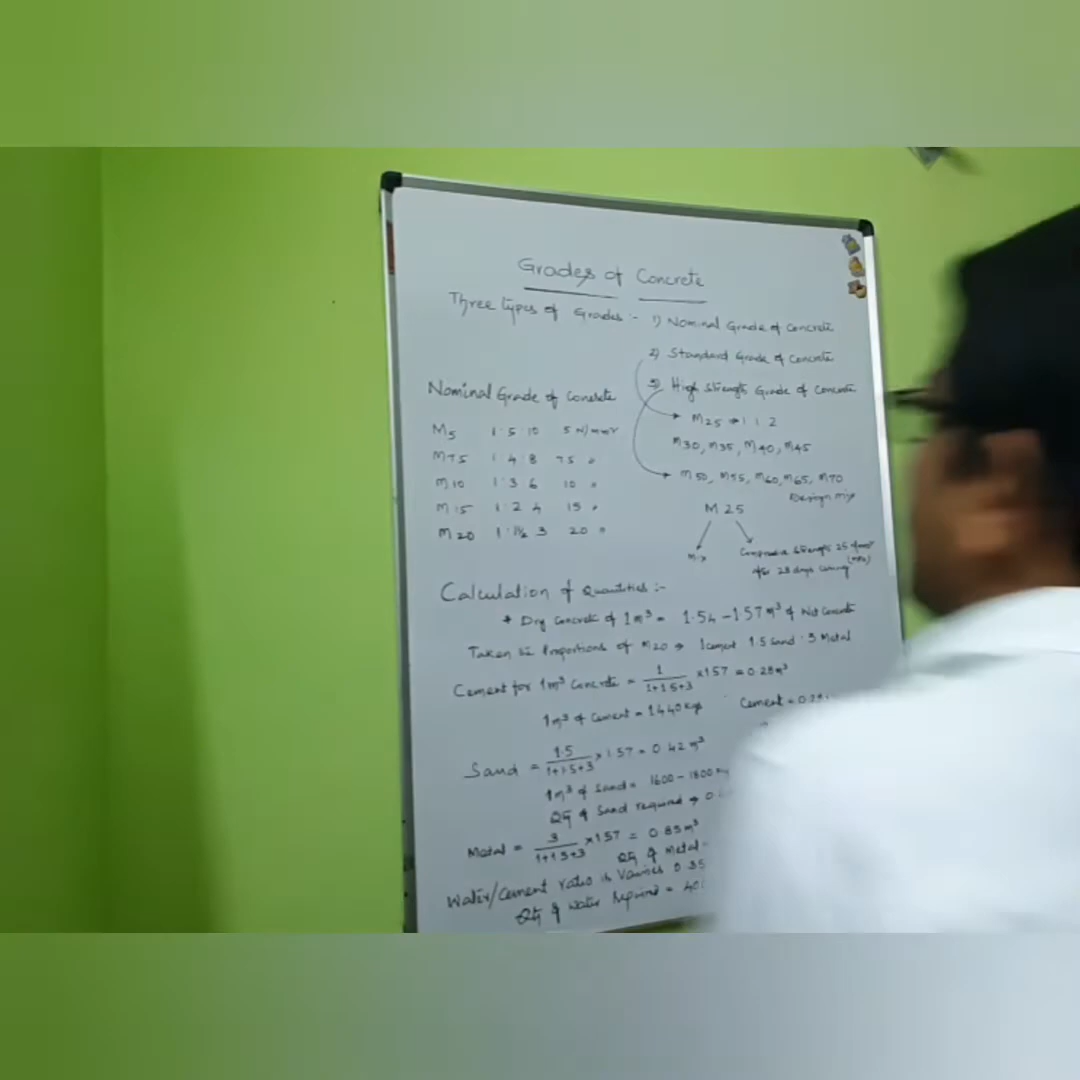 Grades of Concrete
Three Types of Grades :- 1) Nominal Grade of Concrete
2) Standard Grade of Concrete
3) High Strength Grade of Concrete
M25 → 1 1 2
M30, M35, M40, M45
M50, M55, M60, M65, M70
Design mix
Nominal Grade of Concrete
M5 1:5:10 5 N/mm²
M7.5 1:4:8 7.5 "
M10 1:3:6 10 "
M15 1:2:4 15 "
M20 1:1½:3 20 "
M 25
Mix
Compressive Strength 25
after 28 days curing
Calculation of Quantities :-
* Dry Concrete of 1m³ = 1.54 - 1.57 m³ of Wet Concrete
Taken Proportions of M20 → 1 cement : 1.5 Sand : 3 Metal
Cement for 1m³ Concrete = 1/(1+1.5+3) × 1.57 = 0.28 m³
1m³ of Cement = 1440 Kgs Cement = 0.28
Sand = 1.5/(1+1.5+3) × 1.57 = 0.42 m³
1m³ of Sand = 1600 - 1800 Kg
Qty of Sand required →
Metal = 3/(1+1.5+3) × 1.57 = 0.85 m³
Qty of Metal
Water/Cement ratio is Varies 0.35
Qty of Water Required = 40